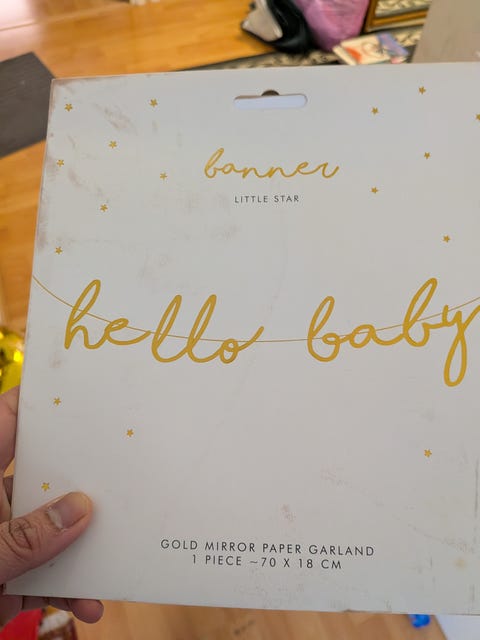 banner
LITTLE STAR
hello baby
GOLD MIRROR PAPER GARLAND
1 PIECE ~70 X 18 CM